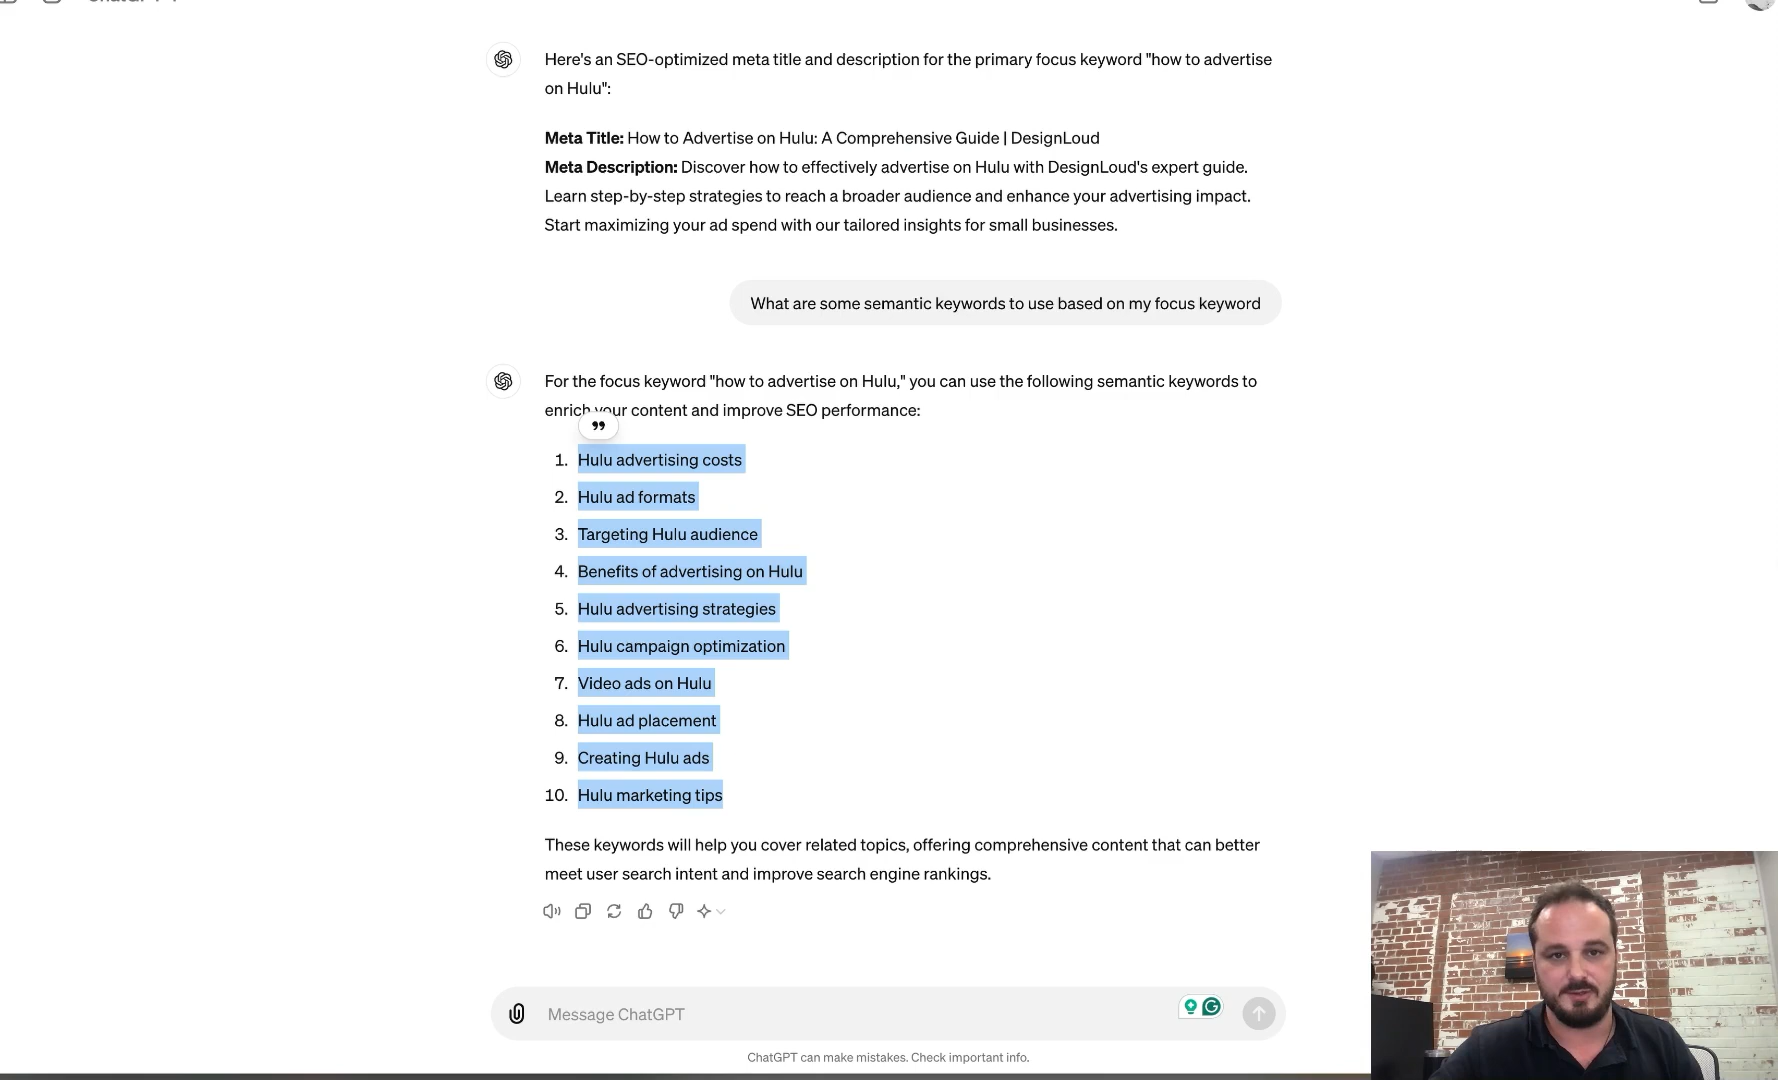 Here's an SEO-optimized meta title and description for the primary focus keyword "how to advertise
on Hulu":
Meta Title: How to Advertise on Hulu: A Comprehensive Guide | DesignLoud
Meta Description: Discover how to effectively advertise on Hulu with DesignLoud's expert guide.
Learn step-by-step strategies to reach a broader audience and enhance your advertising impact.
Start maximizing your ad spend with our tailored insights for small businesses.
What are some semantic keywords to use based on my focus keyword
For the focus keyword "how to advertise on Hulu," you can use the following semantic keywords to
enrich your content and improve SEO performance:
1. Hulu advertising costs
2. Hulu ad formats
3. Targeting Hulu audience
4. Benefits of advertising on Hulu
5. Hulu advertising strategies
6. Hulu campaign optimization
7. Video ads on Hulu
8. Hulu ad placement
9. Creating Hulu ads
10. Hulu marketing tips
These keywords will help you cover related topics, offering comprehensive content that can better
meet user search intent and improve search engine rankings.
Message ChatGPT
ChatGPT can make mistakes. Check important info.